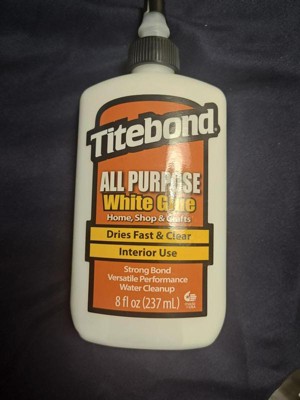 Titebond
ALL PURPOSE
White Glue
Home, Shop & Crafts
Dries Fast & Clear
Interior Use
Strong Bond
Versatile Performance
Water Cleanup
8 fl oz (237 mL)